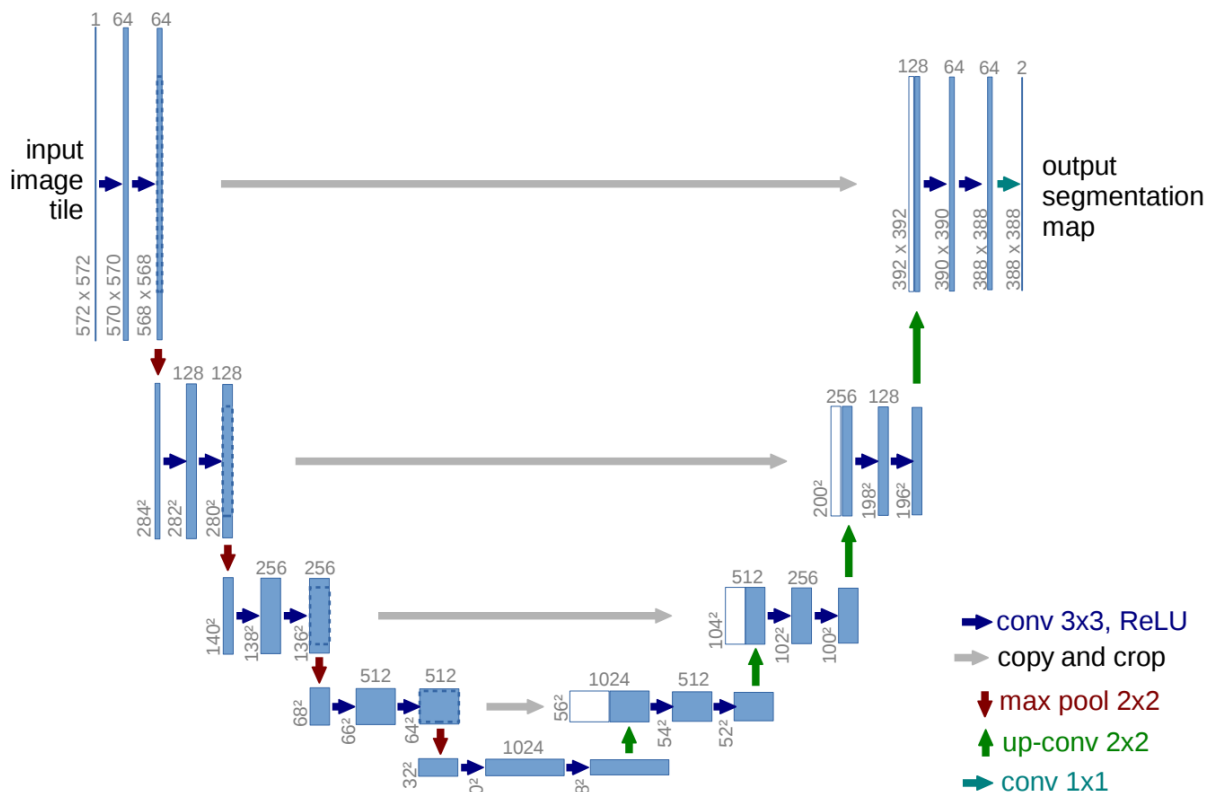 1 64 64
128 64 64 2
input
image
tile
output
segmentation
map
572 x 572
570 x 570
568 x 568
392 x 392
390 x 390
388 x 388
388 x 388
128 128
256 128
284²
282²
280²
200²
198²
196²
256 256
512 256
140²
138²
136²
104²
102²
100²
512 512
1024 512
68²
66²
64²
56²
54²
52²
1024
32²
conv 3x3, ReLU
copy and crop
max pool 2x2
up-conv 2x2
conv 1x1